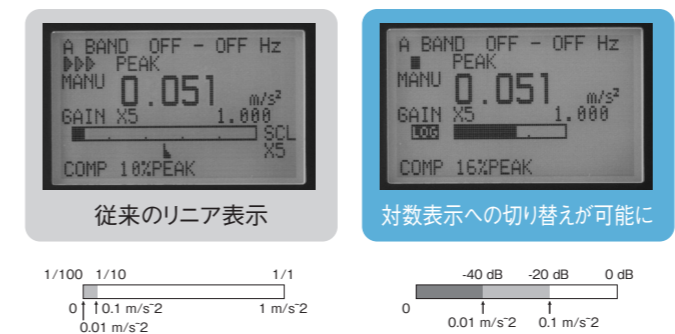 A BAND OFF - OFF Hz
▷▷▷ PEAK
MANU 0.051 m/s²
GAIN X5 1.000
SCL
X5
COMP 10%PEAK
従来のリニア表示
A BAND OFF - OFF Hz
■ PEAK
MANU 0.051 m/s²
GAIN X5 1.000
LOG
COMP 16%PEAK
対数表示への切り替えが可能に
1/100 1/10 1/1
0 0.1 m/s^2 1 m/s^2
0.01 m/s^2
-40 dB -20 dB 0 dB
0
0.01 m/s^2 0.1 m/s^2